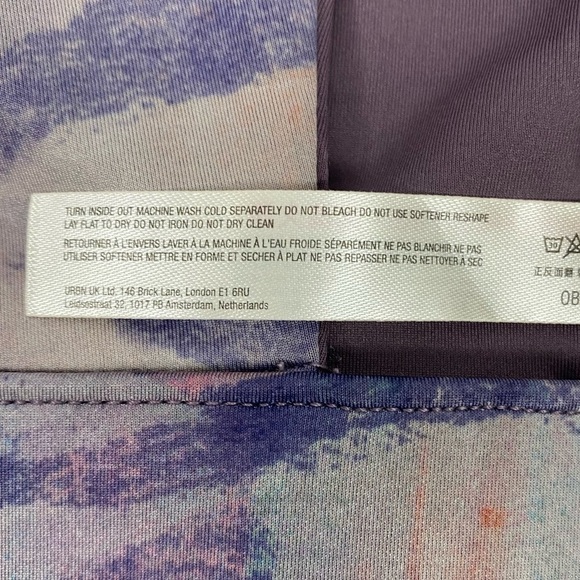 TURN INSIDE OUT MACHINE WASH COLD SEPARATELY DO NOT BLEACH DO NOT USE SOFTENER RESHAPE
LAY FLAT TO DRY DO NOT IRON DO NOT DRY CLEAN
RETOURNER À L'ENVERS LAVER À LA MACHINE À L'EAU FROIDE SÉPARÉMENT NE PAS BLANCHIR NE PAS
UTILISER SOFTENER METTRE EN FORME ET SECHER À PLAT NE PAS REPASSER NE PAS NETTOYER À SEC
URBN UK Ltd, 146 Brick Lane, London E1 6RU
Leidsestraat 32, 1017 PB Amsterdam, Netherlands
30
正反面翻
OB